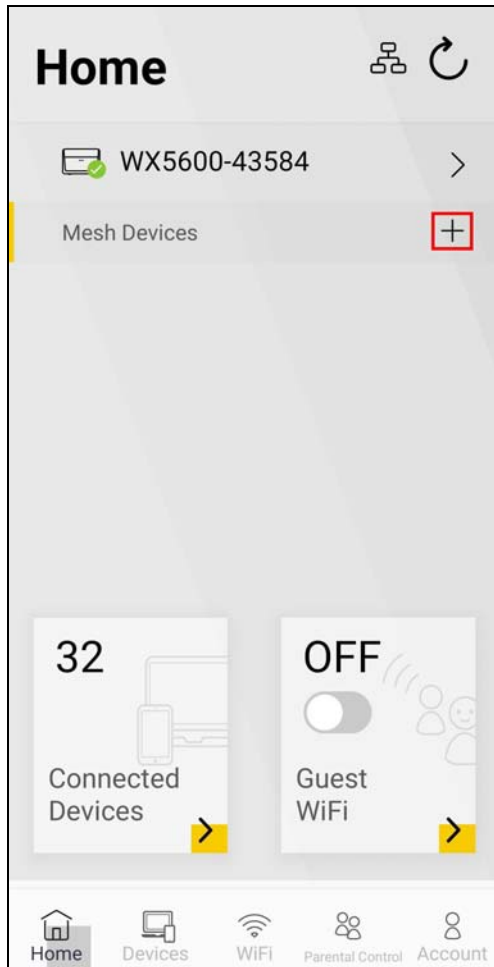 Home
WX5600-43584
Mesh Devices
32
Connected
Devices
OFF
Guest
WiFi
Home
Devices
WiFi
Parental Control
Account